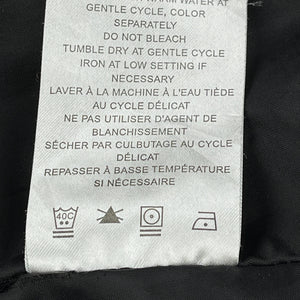 WARM WATER AT
GENTLE CYCLE, COLOR
SEPARATELY
DO NOT BLEACH
TUMBLE DRY AT GENTLE CYCLE
IRON AT LOW SETTING IF
NECESSARY
LAVER À LA MACHINE À L'EAU TIÈDE
AU CYCLE DÉLICAT
NE PAS UTILISER D'AGENT DE
BLANCHISSEMENT
SÉCHER PAR CULBUTAGE AU CYCLE
DÉLICAT
REPASSER À BASSE TEMPÉRATURE
SI NÉCESSAIRE
40C